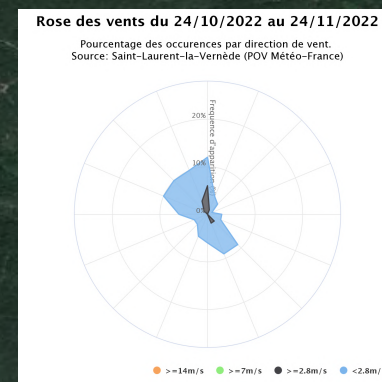 Rose des vents du 24/10/2022 au 24/11/2022
Pourcentage des occurences par direction de vent.
Source: Saint-Laurent-la-Vernède (POV Météo-France)
Frequence d'apparition
20%
10%
0%
>=14m/s
>=7m/s
>=2.8m/s
<2.8m/